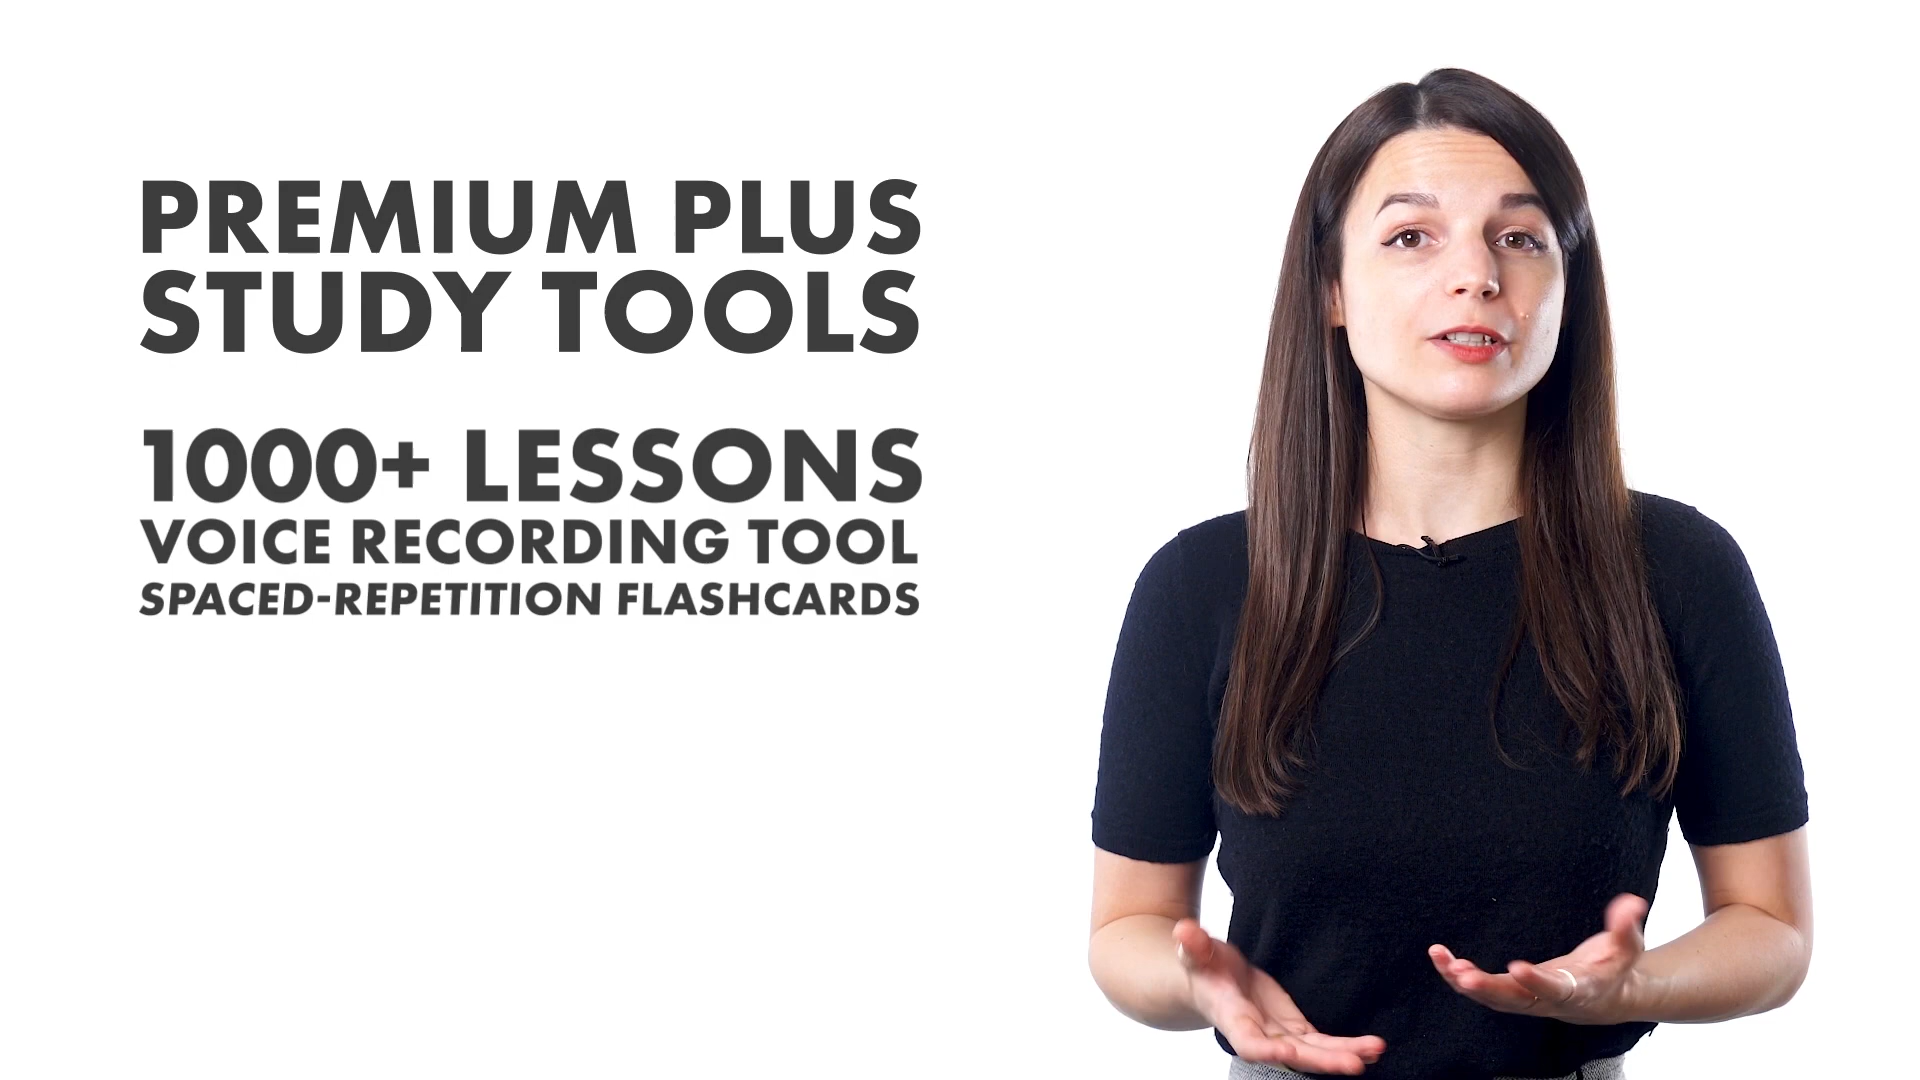 PREMIUM PLUS
STUDY TOOLS
1000+ LESSONS
VOICE RECORDING TOOL
SPACED-REPETITION FLASHCARDS